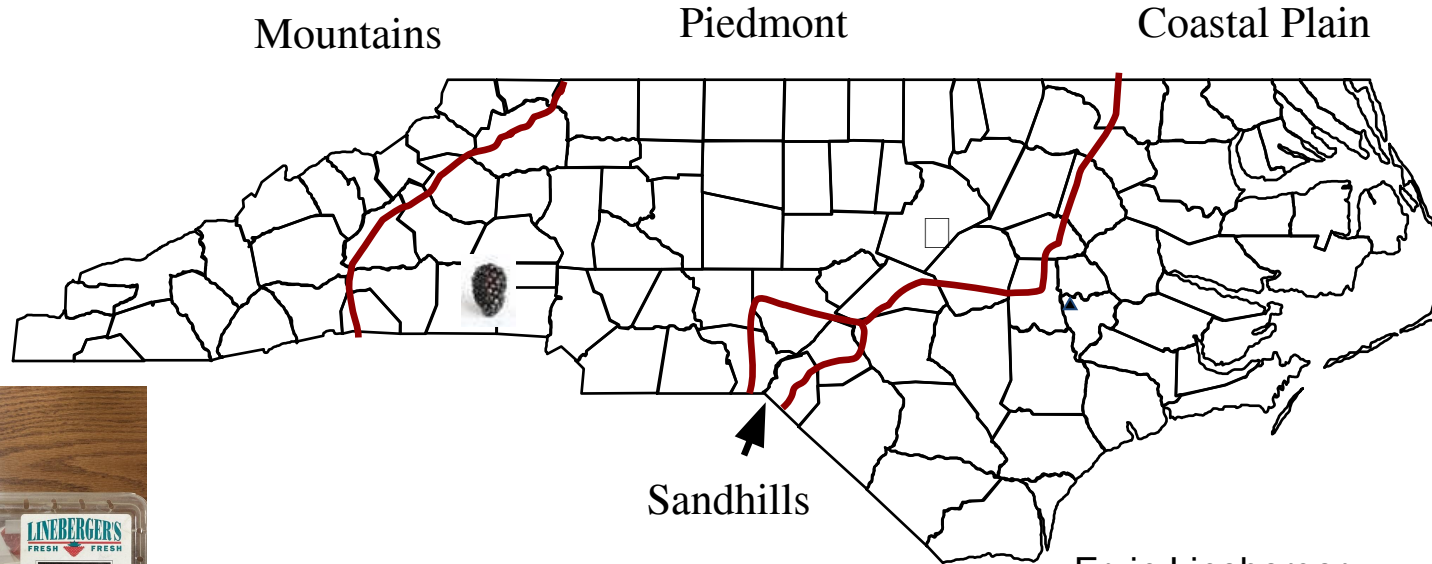 Mountains
Piedmont
Coastal Plain
Sandhills
LINEBERGER'S
FRESH FRESH